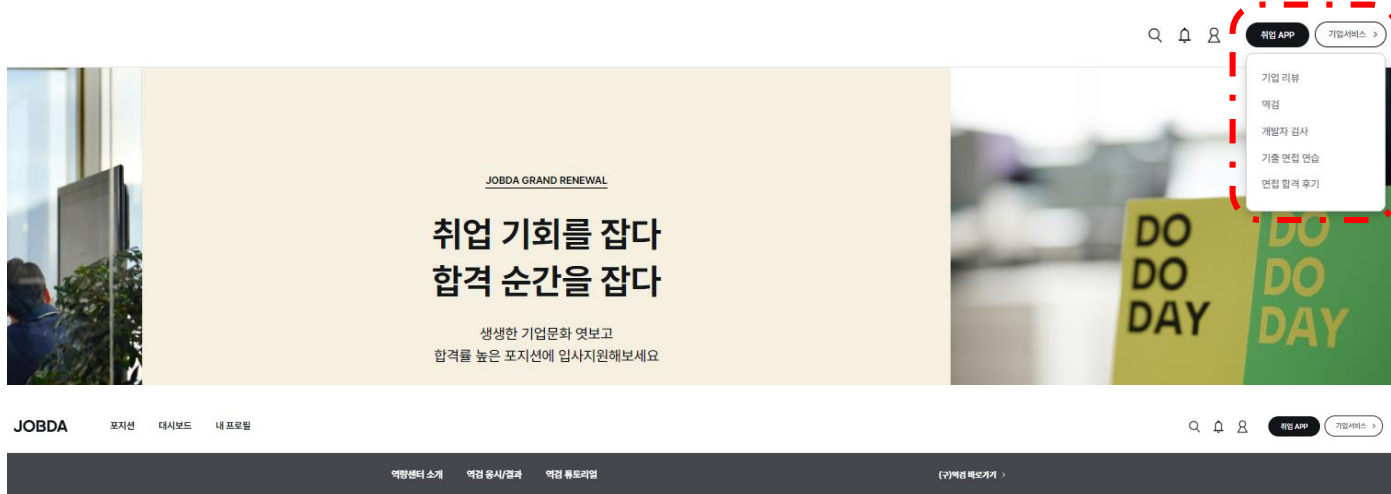 취업 APP
기업서비스 >
기업 리뷰
역검
개발자 검사
기출 면접 연습
면접 합격 후기
JOBDA GRAND RENEWAL
취업 기회를 잡다
합격 순간을 잡다
생생한 기업문화 엿보고
합격률 높은 포지션에 입사지원해보세요
DO
DO
DAY
DO
DO
DAY
JOBDA 포지션 대시보드 내 프로필 취업 APP 기업서비스 >
역량센터 소개 역검 응시/결과 역검 튜토리얼 (구)역검 바로가기 >